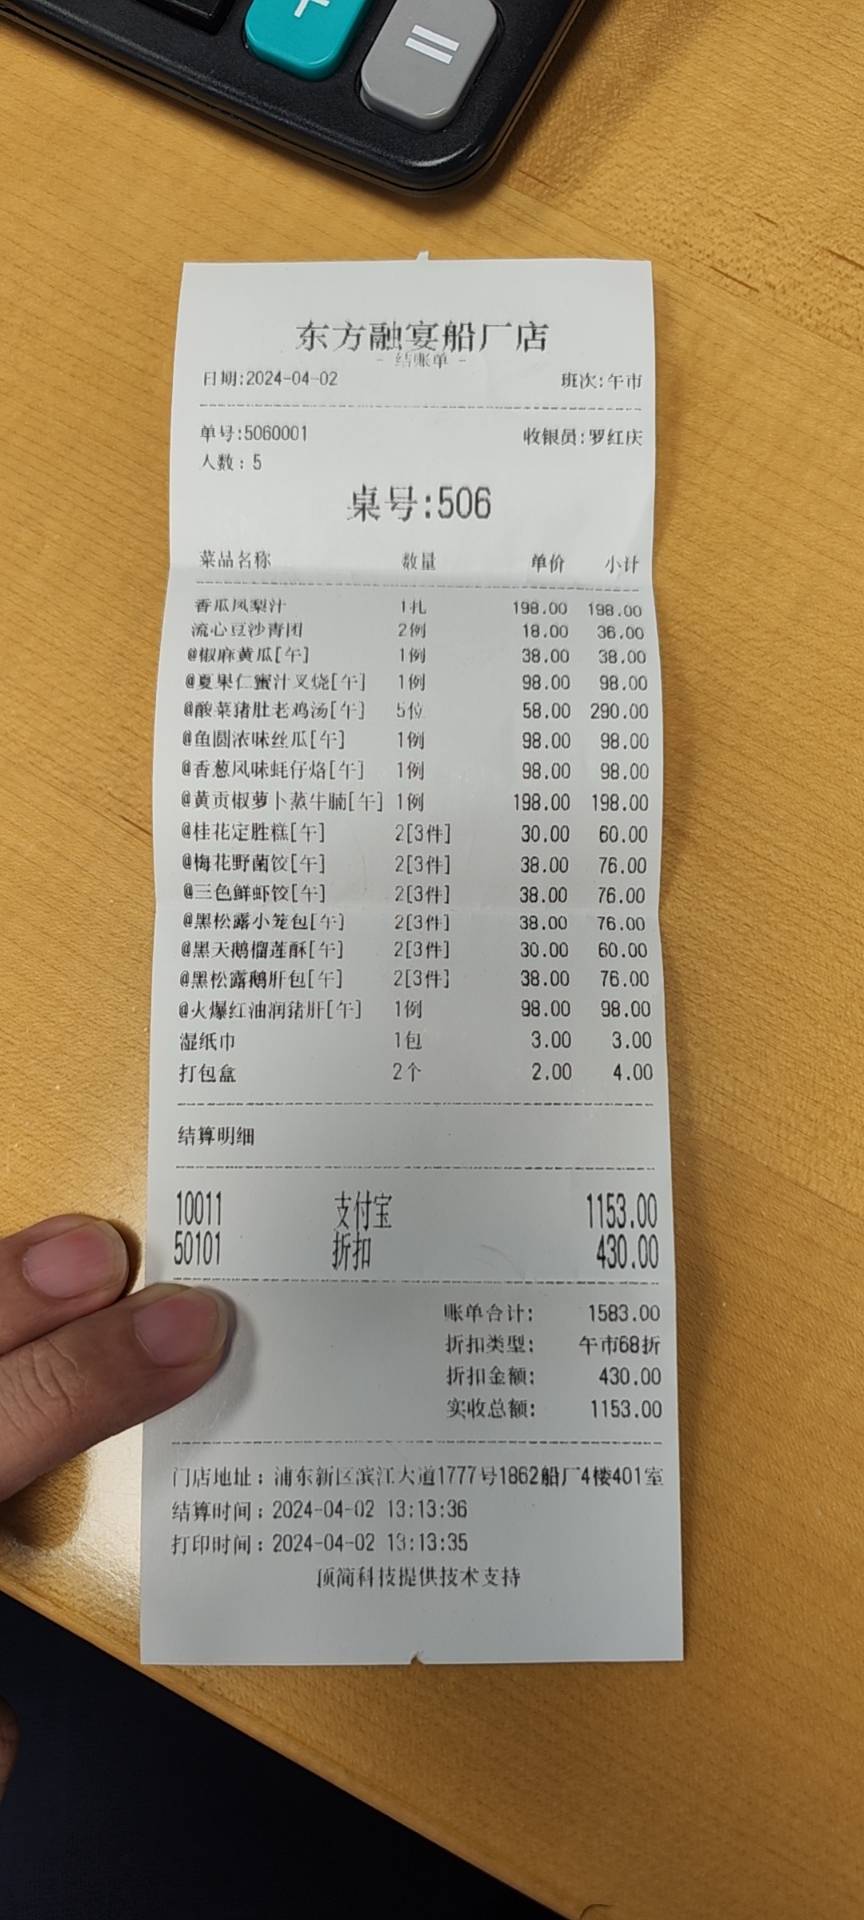 东方融宴船厂店
- 结账单 -
日期:2024-04-02 班次:午市
单号:5060001 收银员:罗红庆
人数:5
桌号:506
菜品名称 数量 单价 小计
香瓜凤梨汁 1扎 198.00 198.00
流心豆沙青团 2例 18.00 36.00
@椒麻黄瓜[午] 1例 38.00 38.00
@夏果仁蜜汁叉烧[午] 1例 98.00 98.00
@酸菜猪肚老鸡汤[午] 5位 58.00 290.00
@鱼圆浓味丝瓜[午] 1例 98.00 98.00
@香葱风味蚝仔烙[午] 1例 98.00 98.00
@黄贡椒萝卜蒸牛腩[午] 1例 198.00 198.00
@桂花定胜糕[午] 2[3件] 30.00 60.00
@梅花野菌饺[午] 2[3件] 38.00 76.00
@三色鲜虾饺[午] 2[3件] 38.00 76.00
@黑松露小笼包[午] 2[3件] 38.00 76.00
@黑天鹅榴莲酥[午] 2[3件] 30.00 60.00
@黑松露鹅肝包[午] 2[3件] 38.00 76.00
@火爆红油润猪肝[午] 1例 98.00 98.00
湿纸巾 1包 3.00 3.00
打包盒 2个 2.00 4.00
结算明细
10011 支付宝 1153.00
50101 折扣 430.00
账单合计: 1583.00
折扣类型: 午市68折
折扣金额: 430.00
实收总额: 1153.00
门店地址:浦东新区滨江大道1777号1862船厂4楼401室
结算时间:2024-04-02 13:13:36
打印时间:2024-04-02 13:13:35
顶简科技提供技术支持